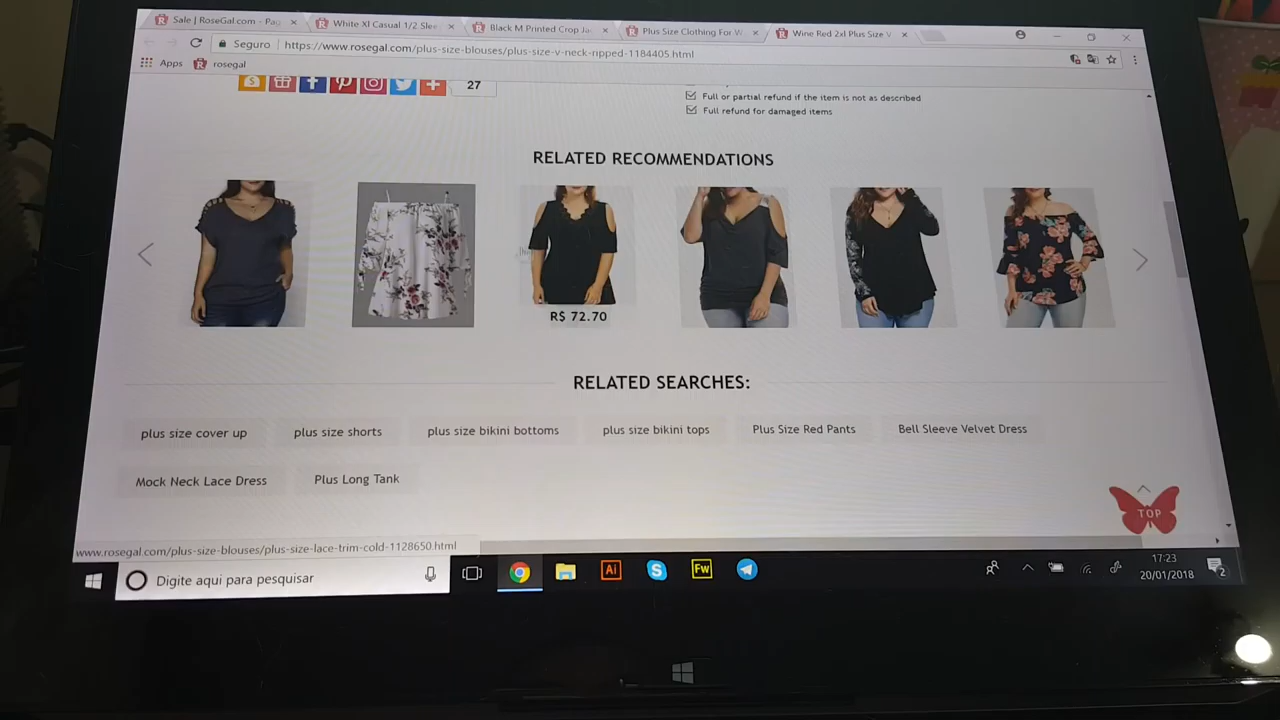 Sale | RoseGal.com - Pag
White Xl Casual 1/2 Slee
Black M Printed Crop Ja
Plus Size Clothing For W
Wine Red 2xl Plus Size V
Seguro
https://www.rosegal.com/plus-size-blouses/plus-size-v-neck-ripped-1184405.html
Apps
rosegal
27
Full or partial refund if the item is not as described
Full refund for damaged items
RELATED RECOMMENDATIONS
R$ 72.70
RELATED SEARCHES:
plus size cover up
plus size shorts
plus size bikini bottoms
plus size bikini tops
Plus Size Red Pants
Bell Sleeve Velvet Dress
Mock Neck Lace Dress
Plus Long Tank
TOP
www.rosegal.com/plus-size-blouses/plus-size-lace-trim-cold-1128650.html
Digite aqui para pesquisar
Ai
Fw
17:23
20/01/2018
2